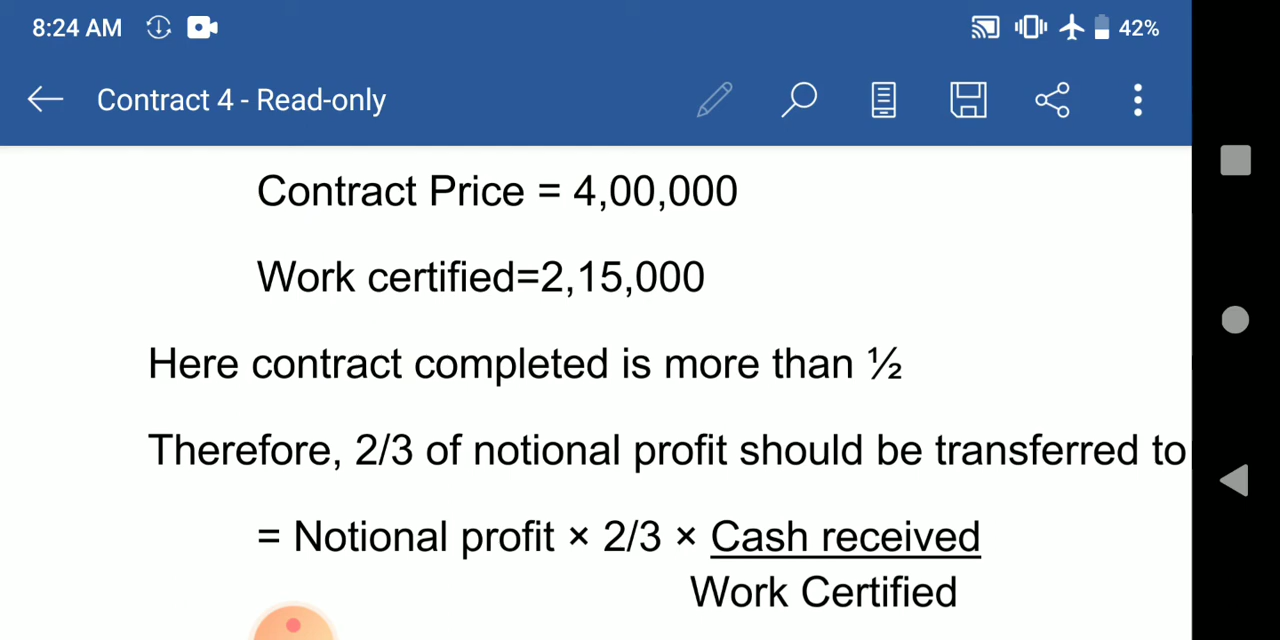 8:24 AM 42%
Contract 4 - Read-only
Contract Price = 4,00,000
Work certified=2,15,000
Here contract completed is more than ½
Therefore, 2/3 of notional profit should be transferred to
= Notional profit × 2/3 × Cash received
Work Certified